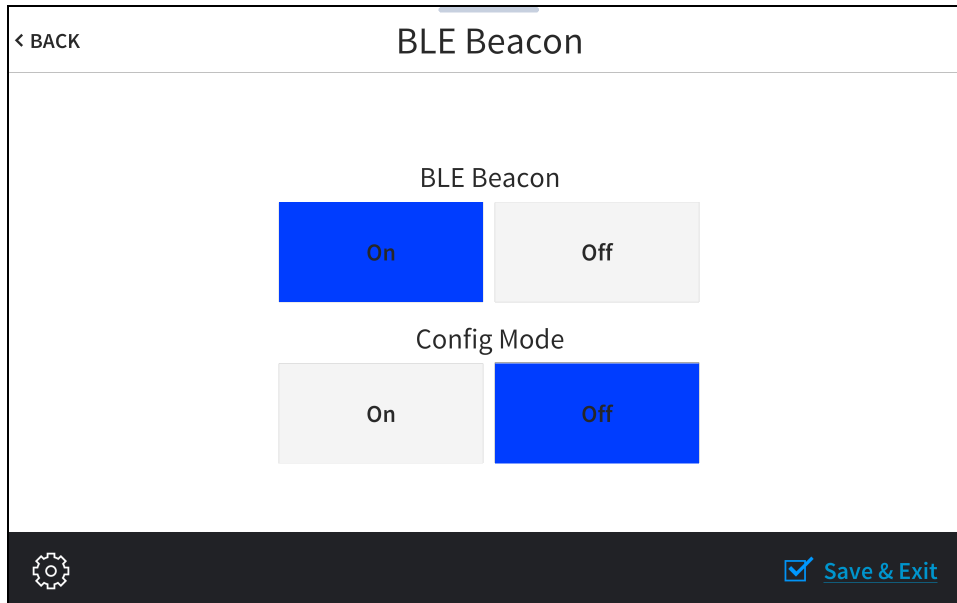 < BACK
BLE Beacon
BLE Beacon
On
Off
Config Mode
On
Off
Save & Exit